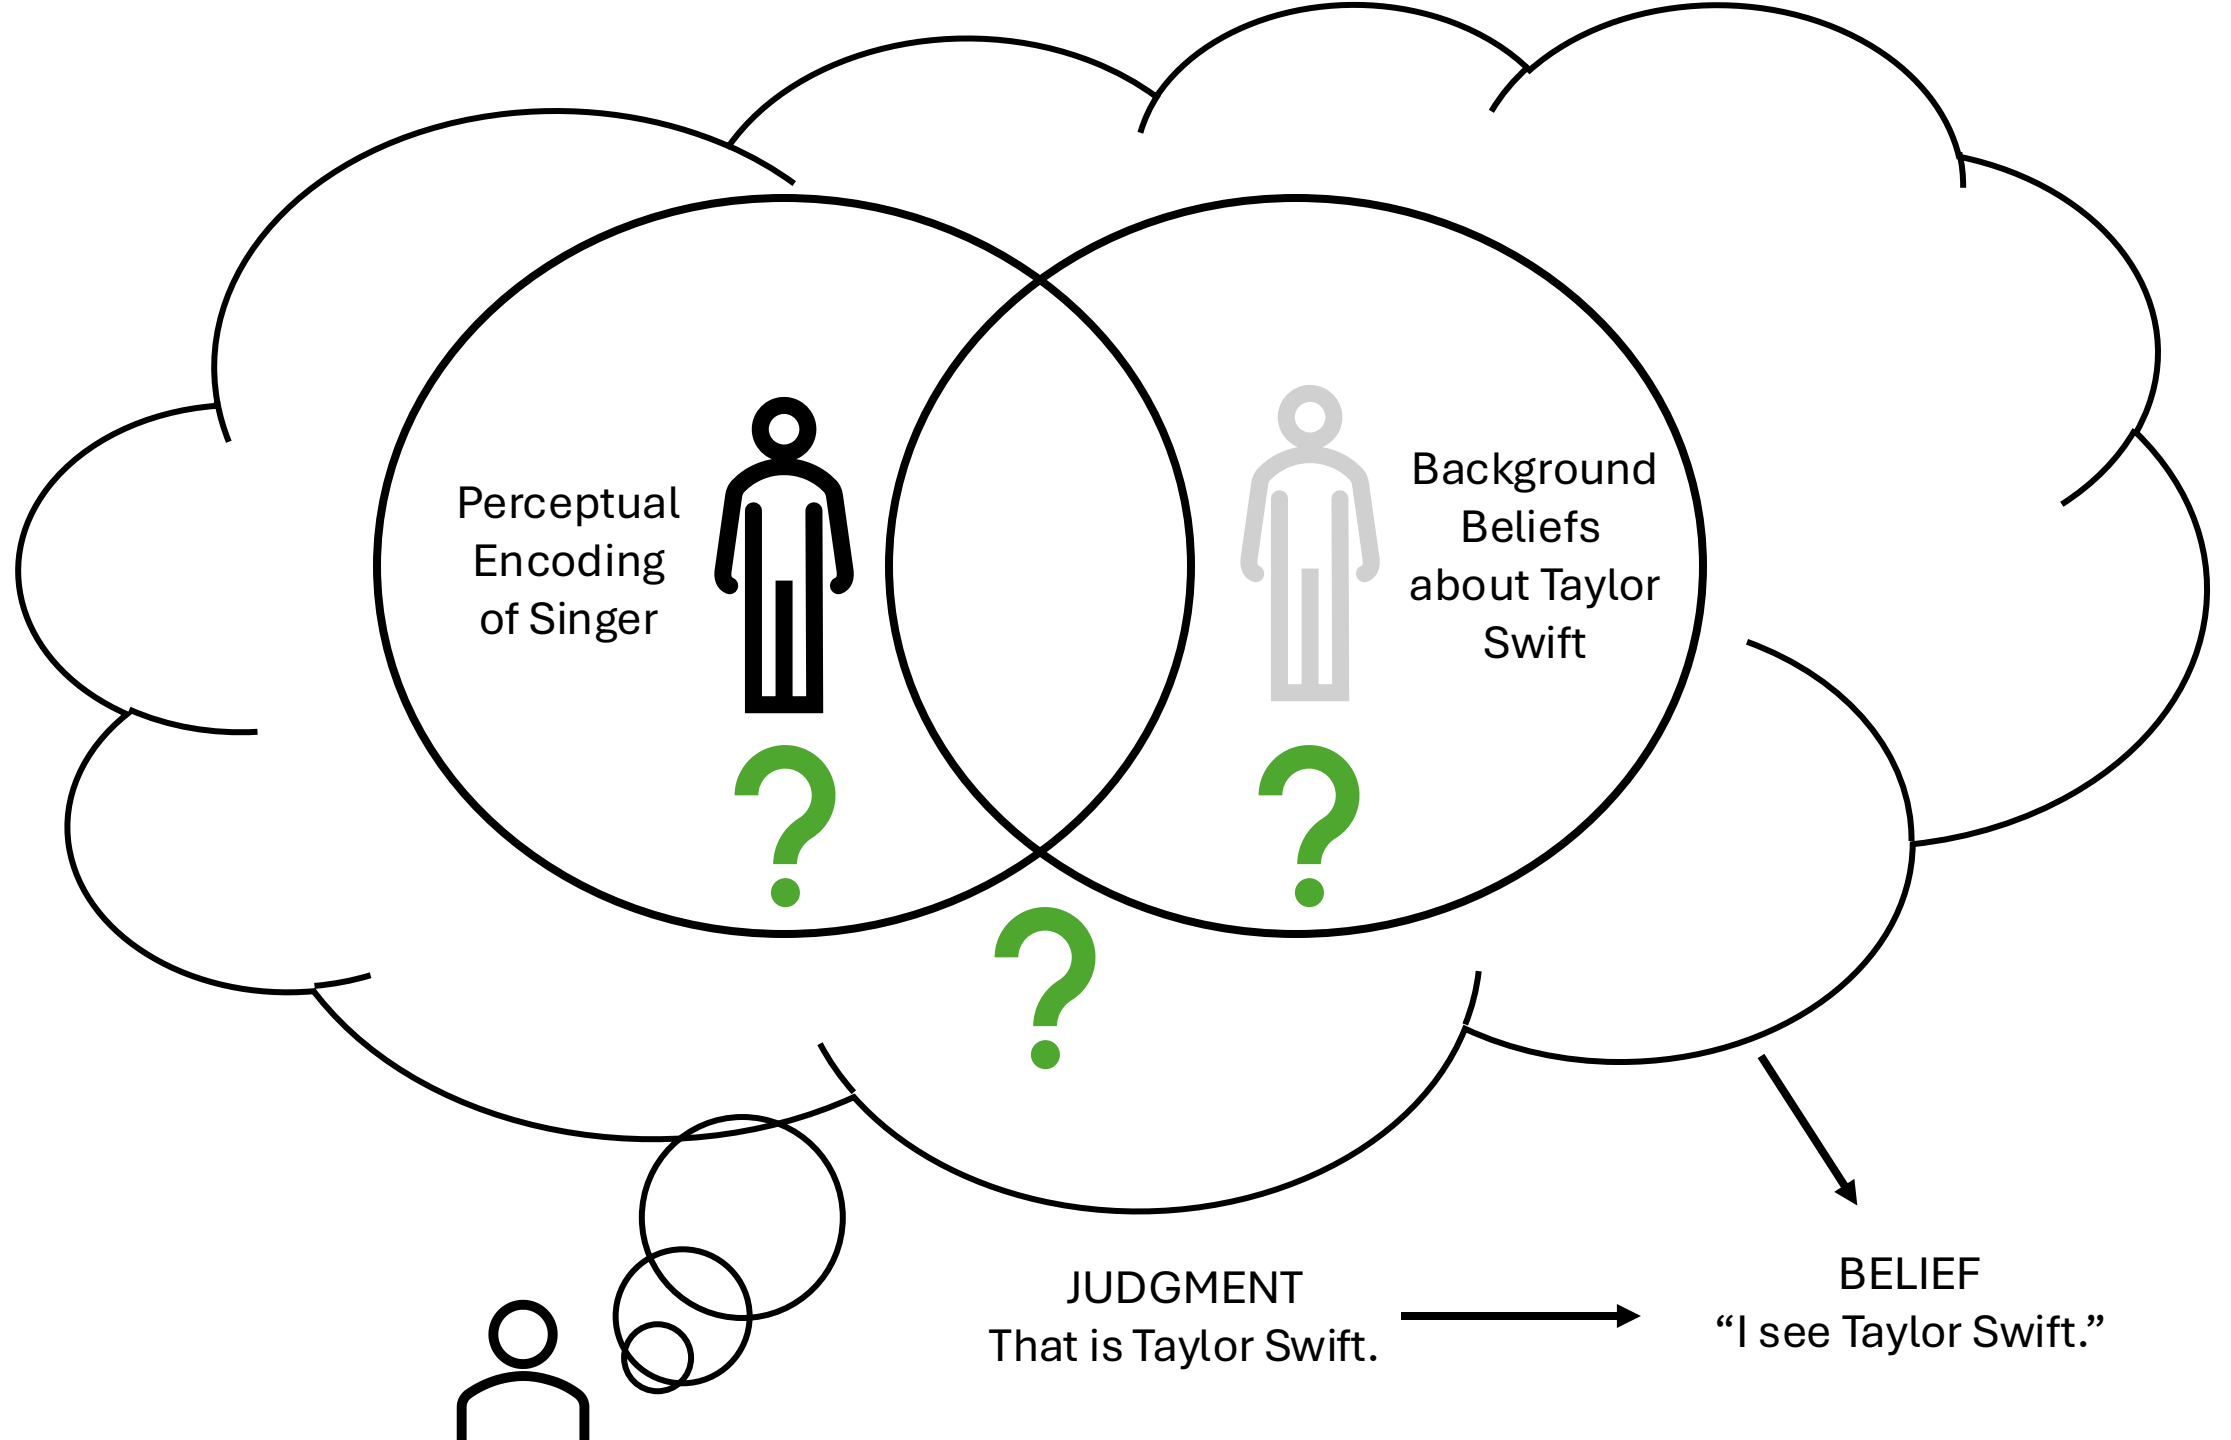 Perceptual
Encoding
of Singer
Background
Beliefs
about Taylor
Swift
?
?
?
JUDGMENT
That is Taylor Swift.
BELIEF
“I see Taylor Swift.”